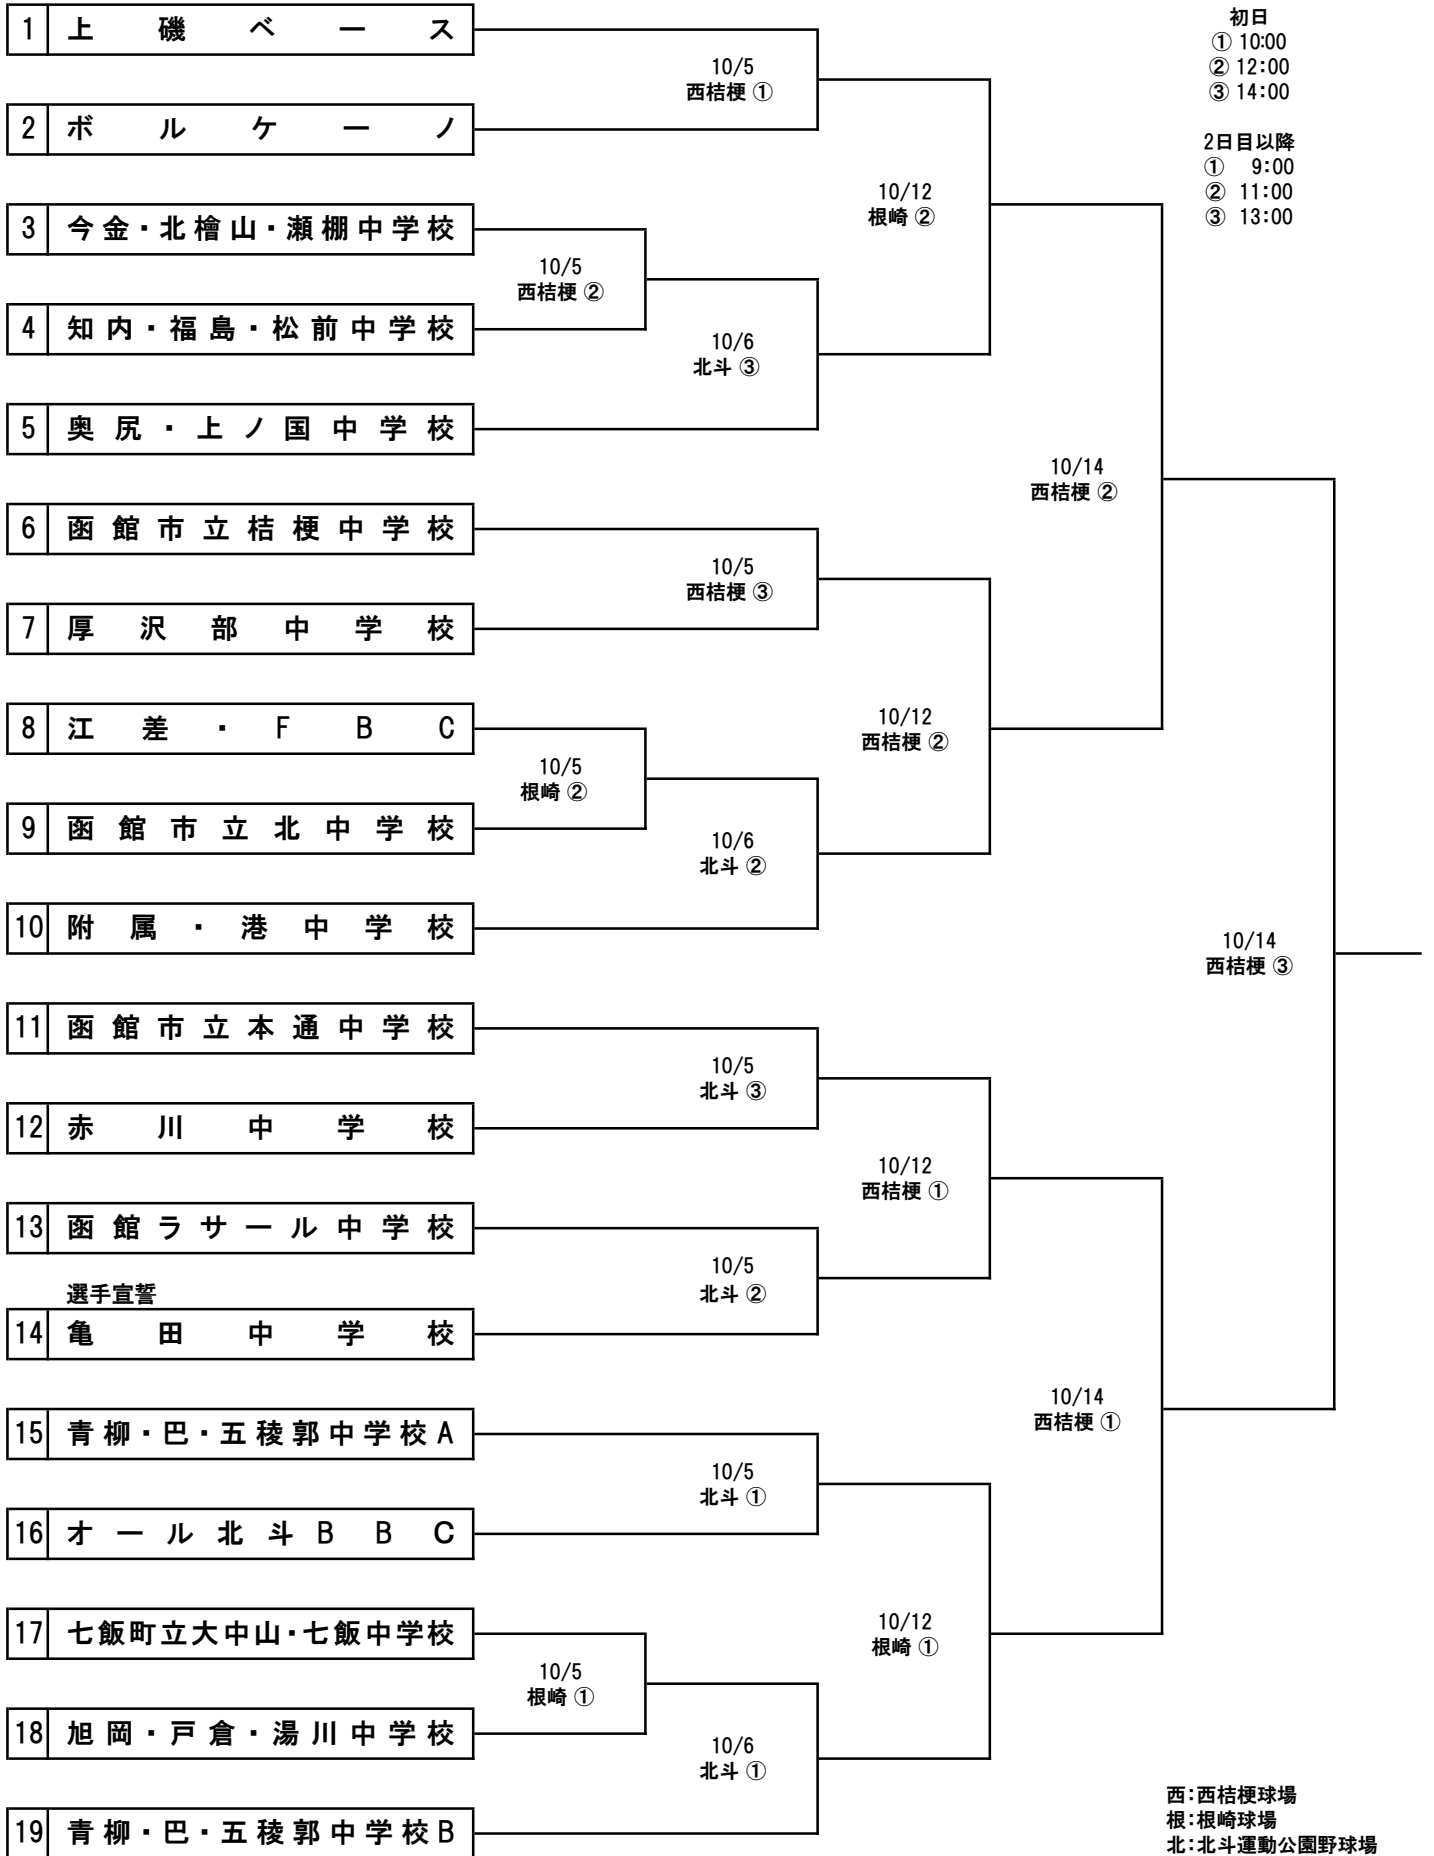 初日
① 10:00
② 12:00
③ 14:00
2日目以降
① 9:00
② 11:00
③ 13:00
1 上磯ベース
10/5
西桔梗 ①
2 ボルケーノ
10/12
根崎 ②
3 今金・北檜山・瀬棚中学校
10/5
西桔梗 ②
4 知内・福島・松前中学校
10/6
北斗 ③
5 奥尻・上ノ国中学校
10/14
西桔梗 ②
6 函館市立桔梗中学校
10/5
西桔梗 ③
7 厚沢部中学校
8 江差・FBC
10/12
西桔梗 ②
10/5
根崎 ②
9 函館市立北中学校
10/6
北斗 ②
10 附属・港中学校
10/14
西桔梗 ③
11 函館市立本通中学校
10/5
北斗 ③
12 赤川中学校
10/12
西桔梗 ①
13 函館ラサール中学校
10/5
北斗 ②
選手宣誓
14 亀田中学校
10/14
西桔梗 ①
15 青柳・巴・五稜郭中学校A
10/5
北斗 ①
16 オール北斗BBC
10/12
根崎 ①
17 七飯町立大中山・七飯中学校
10/5
根崎 ①
18 旭岡・戸倉・湯川中学校
10/6
北斗 ①
19 青柳・巴・五稜郭中学校B
西:西桔梗球場
根:根崎球場
北:北斗運動公園野球場